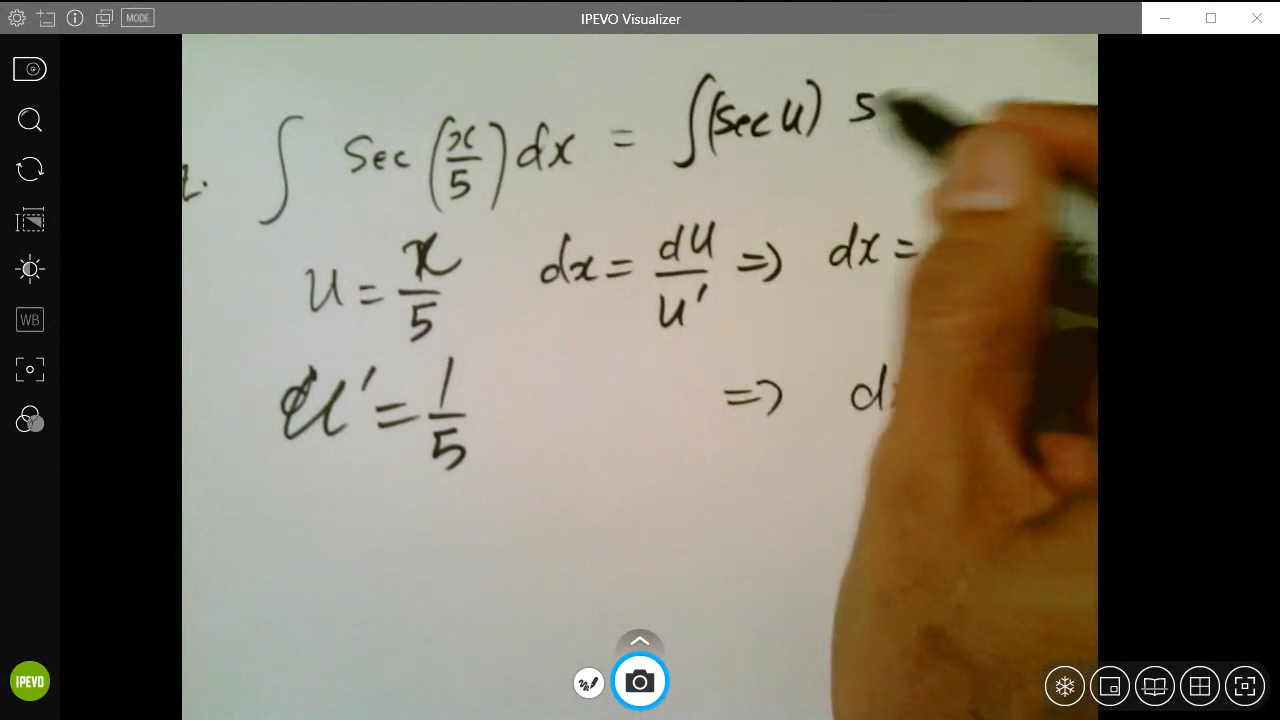 MODE
IPEVO Visualizer
∫ sec(x/5) dx = ∫(sec u) 5
u = x/5 dx = du/u' => dx =
u' = 1/5 => d
WB
IPEVO